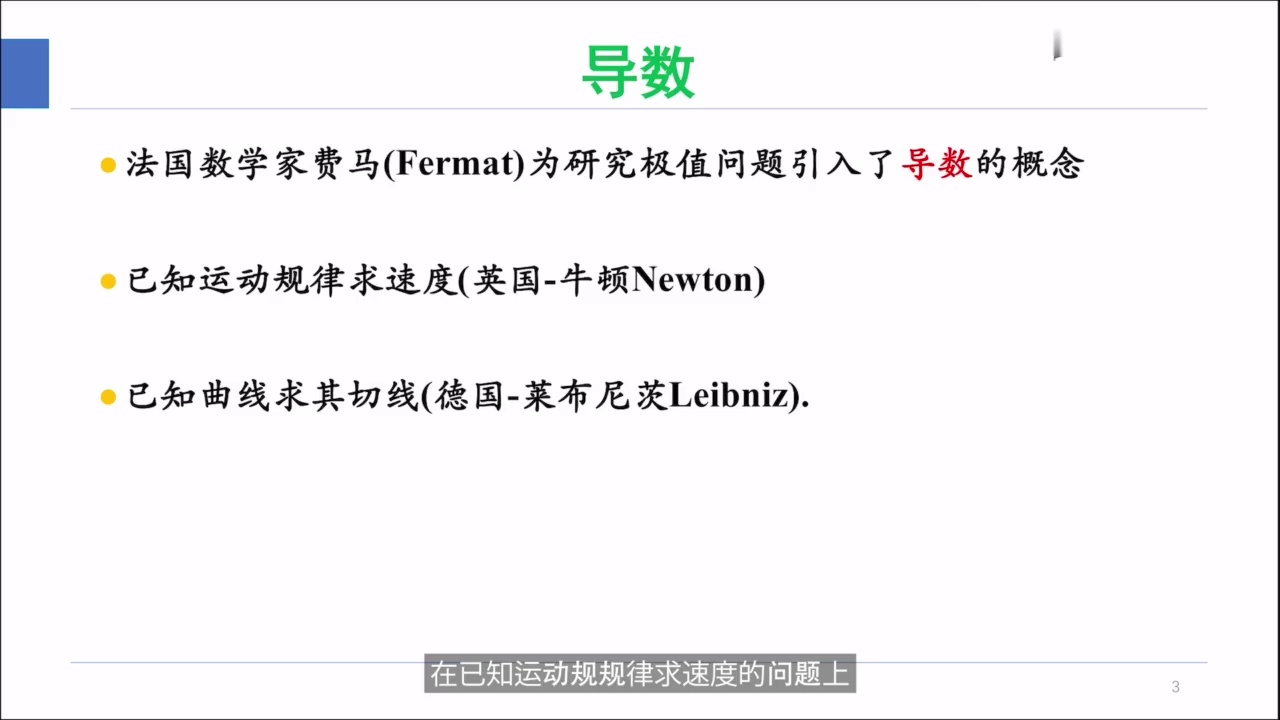 导数
法国数学家费马(Fermat)为研究极值问题引入了导数的概念
已知运动规律求速度(英国-牛顿Newton)
已知曲线求其切线(德国-莱布尼茨Leibniz).
在已知运动规规律求速度的问题上
3